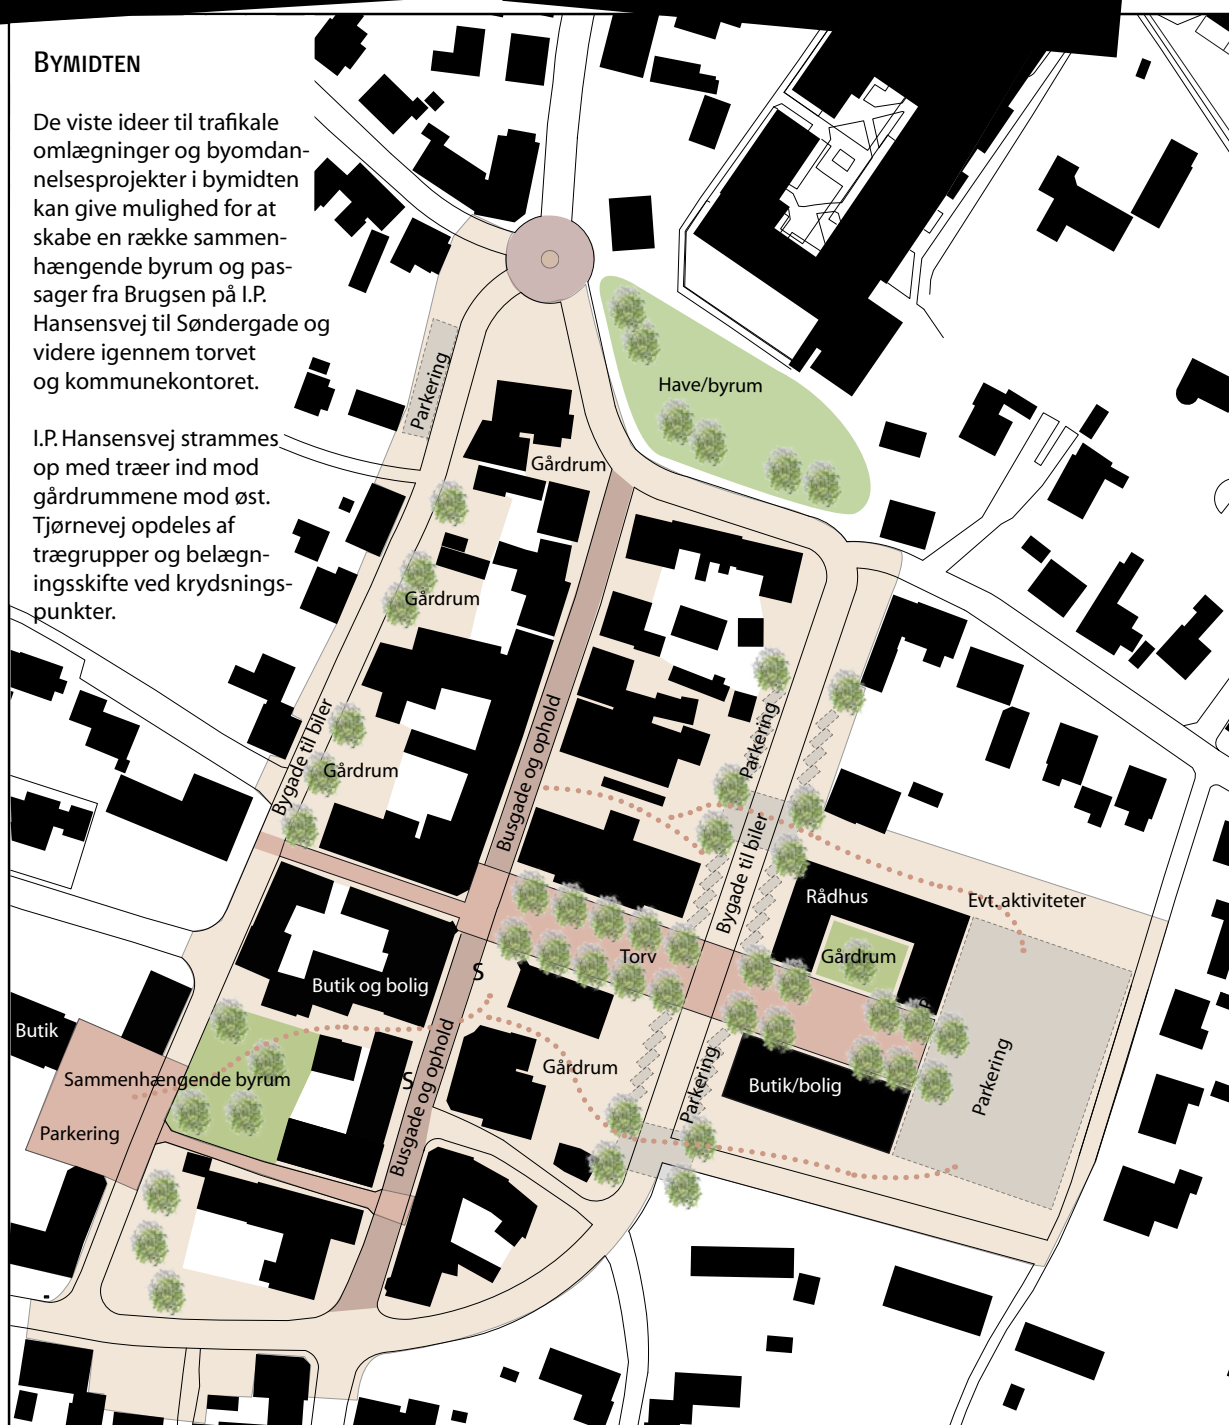 BYMIDTEN
De viste ideer til trafikale
omlægninger og byomdan-
nelsesprojekter i bymidten
kan give mulighed for at
skabe en række sammen-
hængende byrum og pas-
sager fra Brugsen på I.P.
Hansensvej til Søndergade og
videre igennem torvet
og kommunekontoret.
I.P. Hansensvej strammes
op med træer ind mod
gårdrummene mod øst.
Tjørnevej opdeles af
trægrupper og belæg-
ningsskifte ved krydsnings-
punkter.
Parkering
Have/byrum
Gårdrum
Gårdrum
Bygade til biler
Gårdrum
Busgade og ophold
Parkering
Bygade til biler
Rådhus
Evt. aktiviteter
Gårdrum
Torv
S
Butik og bolig
Butik
Sammenhængende byrum
Parkering
S
Busgade og ophold
Gårdrum
Parkering
Butik/bolig
P
Parkering